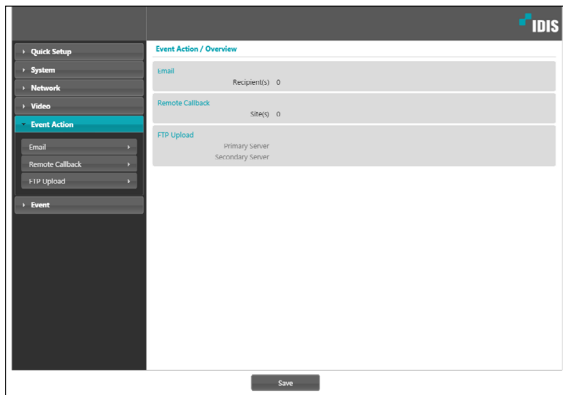 IDIS
Quick Setup
System
Network
Video
Event Action
Email
Remote Callback
FTP Upload
Event
Event Action / Overview
Email
Recipient(s) 0
Remote Callback
Site(s) 0
FTP Upload
Primary Server
Secondary Server
Save